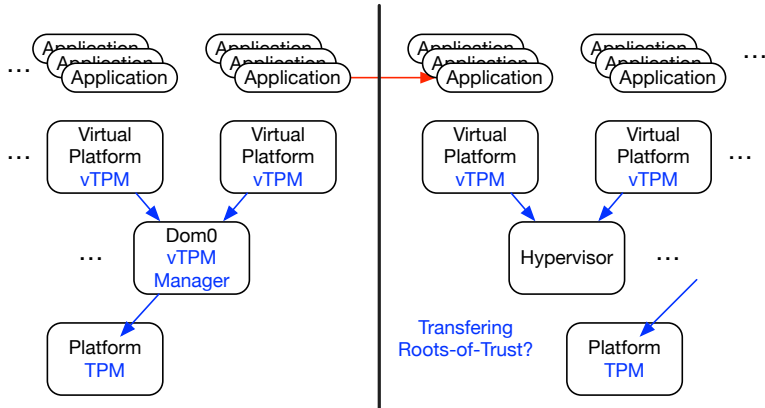 Application
Application
Application
Application
Application
Application
Application
Application
Application
Application
Application
Application
...
...
Virtual
Platform
vTPM
Virtual
Platform
vTPM
Virtual
Platform
vTPM
Virtual
Platform
vTPM
...
...
Dom0
vTPM
Manager
...
Hypervisor
...
Platform
TPM
Transfering
Roots-of-Trust?
Platform
TPM